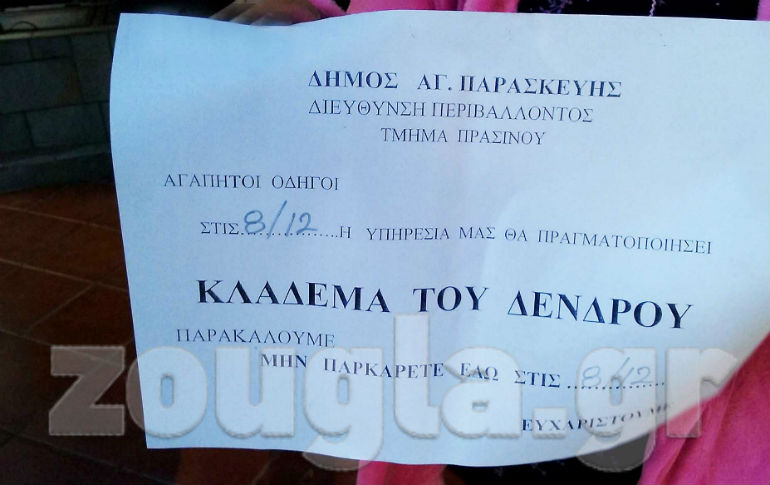 ΔΗΜΟΣ ΑΓ. ΠΑΡΑΣΚΕΥΗΣ
ΔΙΕΥΘΥΝΣΗ ΠΕΡΙΒΑΛΛΟΝΤΟΣ
ΤΜΗΜΑ ΠΡΑΣΙΝΟΥ
ΑΓΑΠΗΤΟΙ ΟΔΗΓΟΙ
ΣΤΙΣ 8/12 Η ΥΠΗΡΕΣΙΑ ΜΑΣ ΘΑ ΠΡΑΓΜΑΤΟΠΟΙΗΣΕΙ
ΚΛΑΔΕΜΑ ΤΟΥ ΔΕΝΔΡΟΥ
ΠΑΡΑΚΑΛΟΥΜΕ
ΜΗΝ ΠΑΡΚΑΡΕΤΕ ΕΔΩ ΣΤΙΣ 8/12
ΕΥΧΑΡΙΣΤΟΥΜΕ
zougla.gr